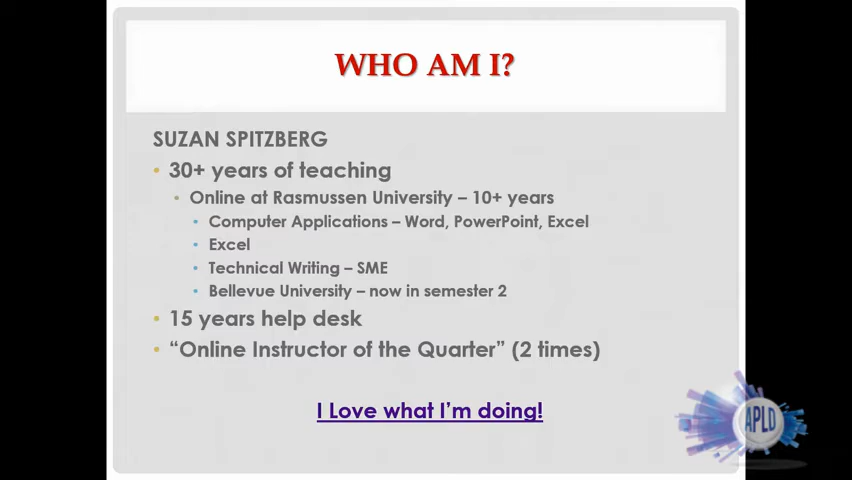 WHO AM I?
SUZAN SPITZBERG
• 30+ years of teaching
• Online at Rasmussen University – 10+ years
• Computer Applications – Word, PowerPoint, Excel
• Excel
• Technical Writing – SME
• Bellevue University – now in semester 2
• 15 years help desk
• “Online Instructor of the Quarter” (2 times)
I Love what I’m doing!
APLD